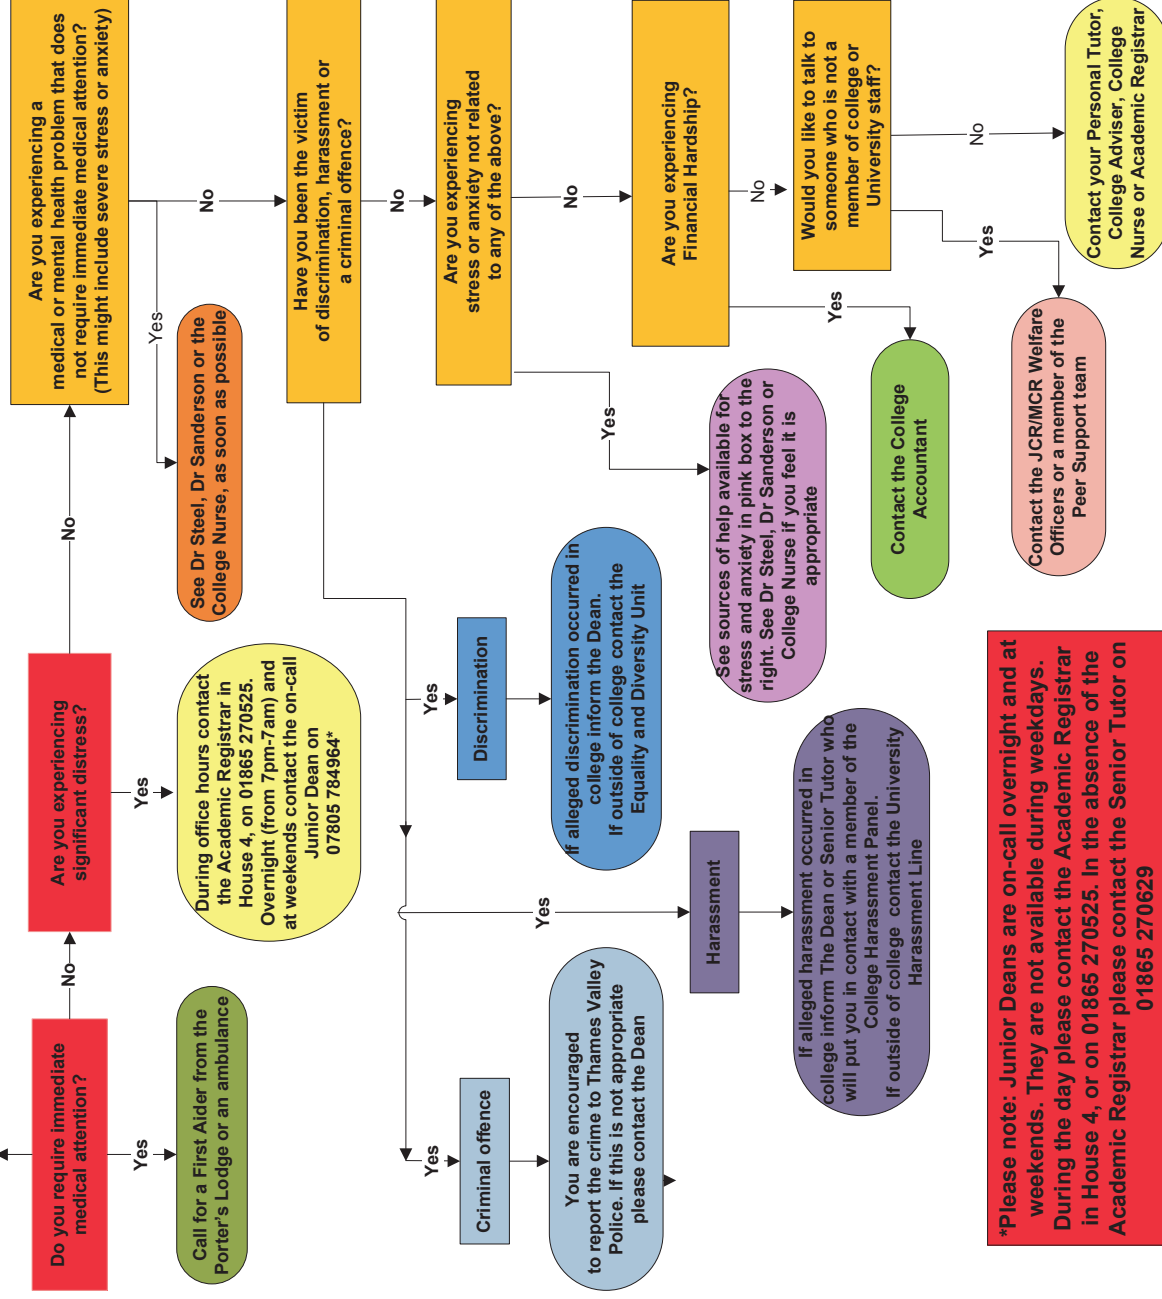 Do you require immediate
medical attention?
Yes
Call for a First Aider from the
Porter's Lodge or an ambulance
No
Are you experiencing
significant distress?
Yes
During office hours contact
the Academic Registrar in
House 4, on 01865 270525.
Overnight (from 7pm-7am) and
at weekends contact the on-call
Junior Dean on
07805 784964*
No
Are you experiencing a
medical or mental health problem that does
not require immediate medical attention?
(This might include severe stress or anxiety)
Yes
See Dr Steel, Dr Sanderson or the
College Nurse, as soon as possible
No
Have you been the victim
of discrimination, harassment or
a criminal offence?
Yes
Discrimination
If alleged discrimination occurred in
college inform the Dean.
If outside of college contact the
Equality and Diversity Unit
Yes
Harassment
If alleged harassment occurred in
college inform The Dean or Senior Tutor who
will put you in contact with a member of the
College Harassment Panel.
If outside of college contact the University
Harassment Line
Yes
Criminal offence
You are encouraged
to report the crime to Thames Valley
Police. If this is not appropriate
please contact the Dean
No
Are you experiencing
stress or anxiety not related
to any of the above?
Yes
See sources of help available for
stress and anxiety in pink box to the
right. See Dr Steel, Dr Sanderson or
College Nurse if you feel it is
appropriate
No
Are you experiencing
Financial Hardship?
Yes
Contact the College
Accountant
No
Would you like to talk to
someone who is not a
member of college or
University staff?
Yes
Contact the JCR/MCR Welfare
Officers or a member of the
Peer Support team
No
Contact your Personal Tutor,
College Adviser, College
Nurse or Academic Registrar
*Please note: Junior Deans are on-call overnight and at
weekends. They are not available during weekdays.
During the day please contact the Academic Registrar
in House 4, or on 01865 270525. In the absence of the
Academic Registrar please contact the Senior Tutor on
01865 270629